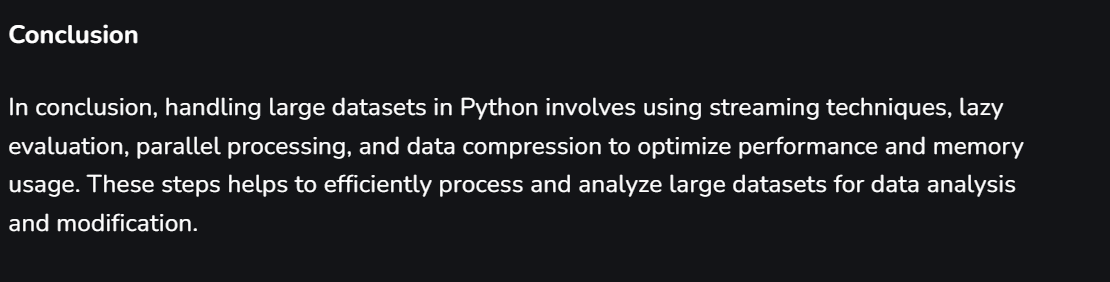 Conclusion
In conclusion, handling large datasets in Python involves using streaming techniques, lazy
evaluation, parallel processing, and data compression to optimize performance and memory
usage. These steps helps to efficiently process and analyze large datasets for data analysis
and modification.